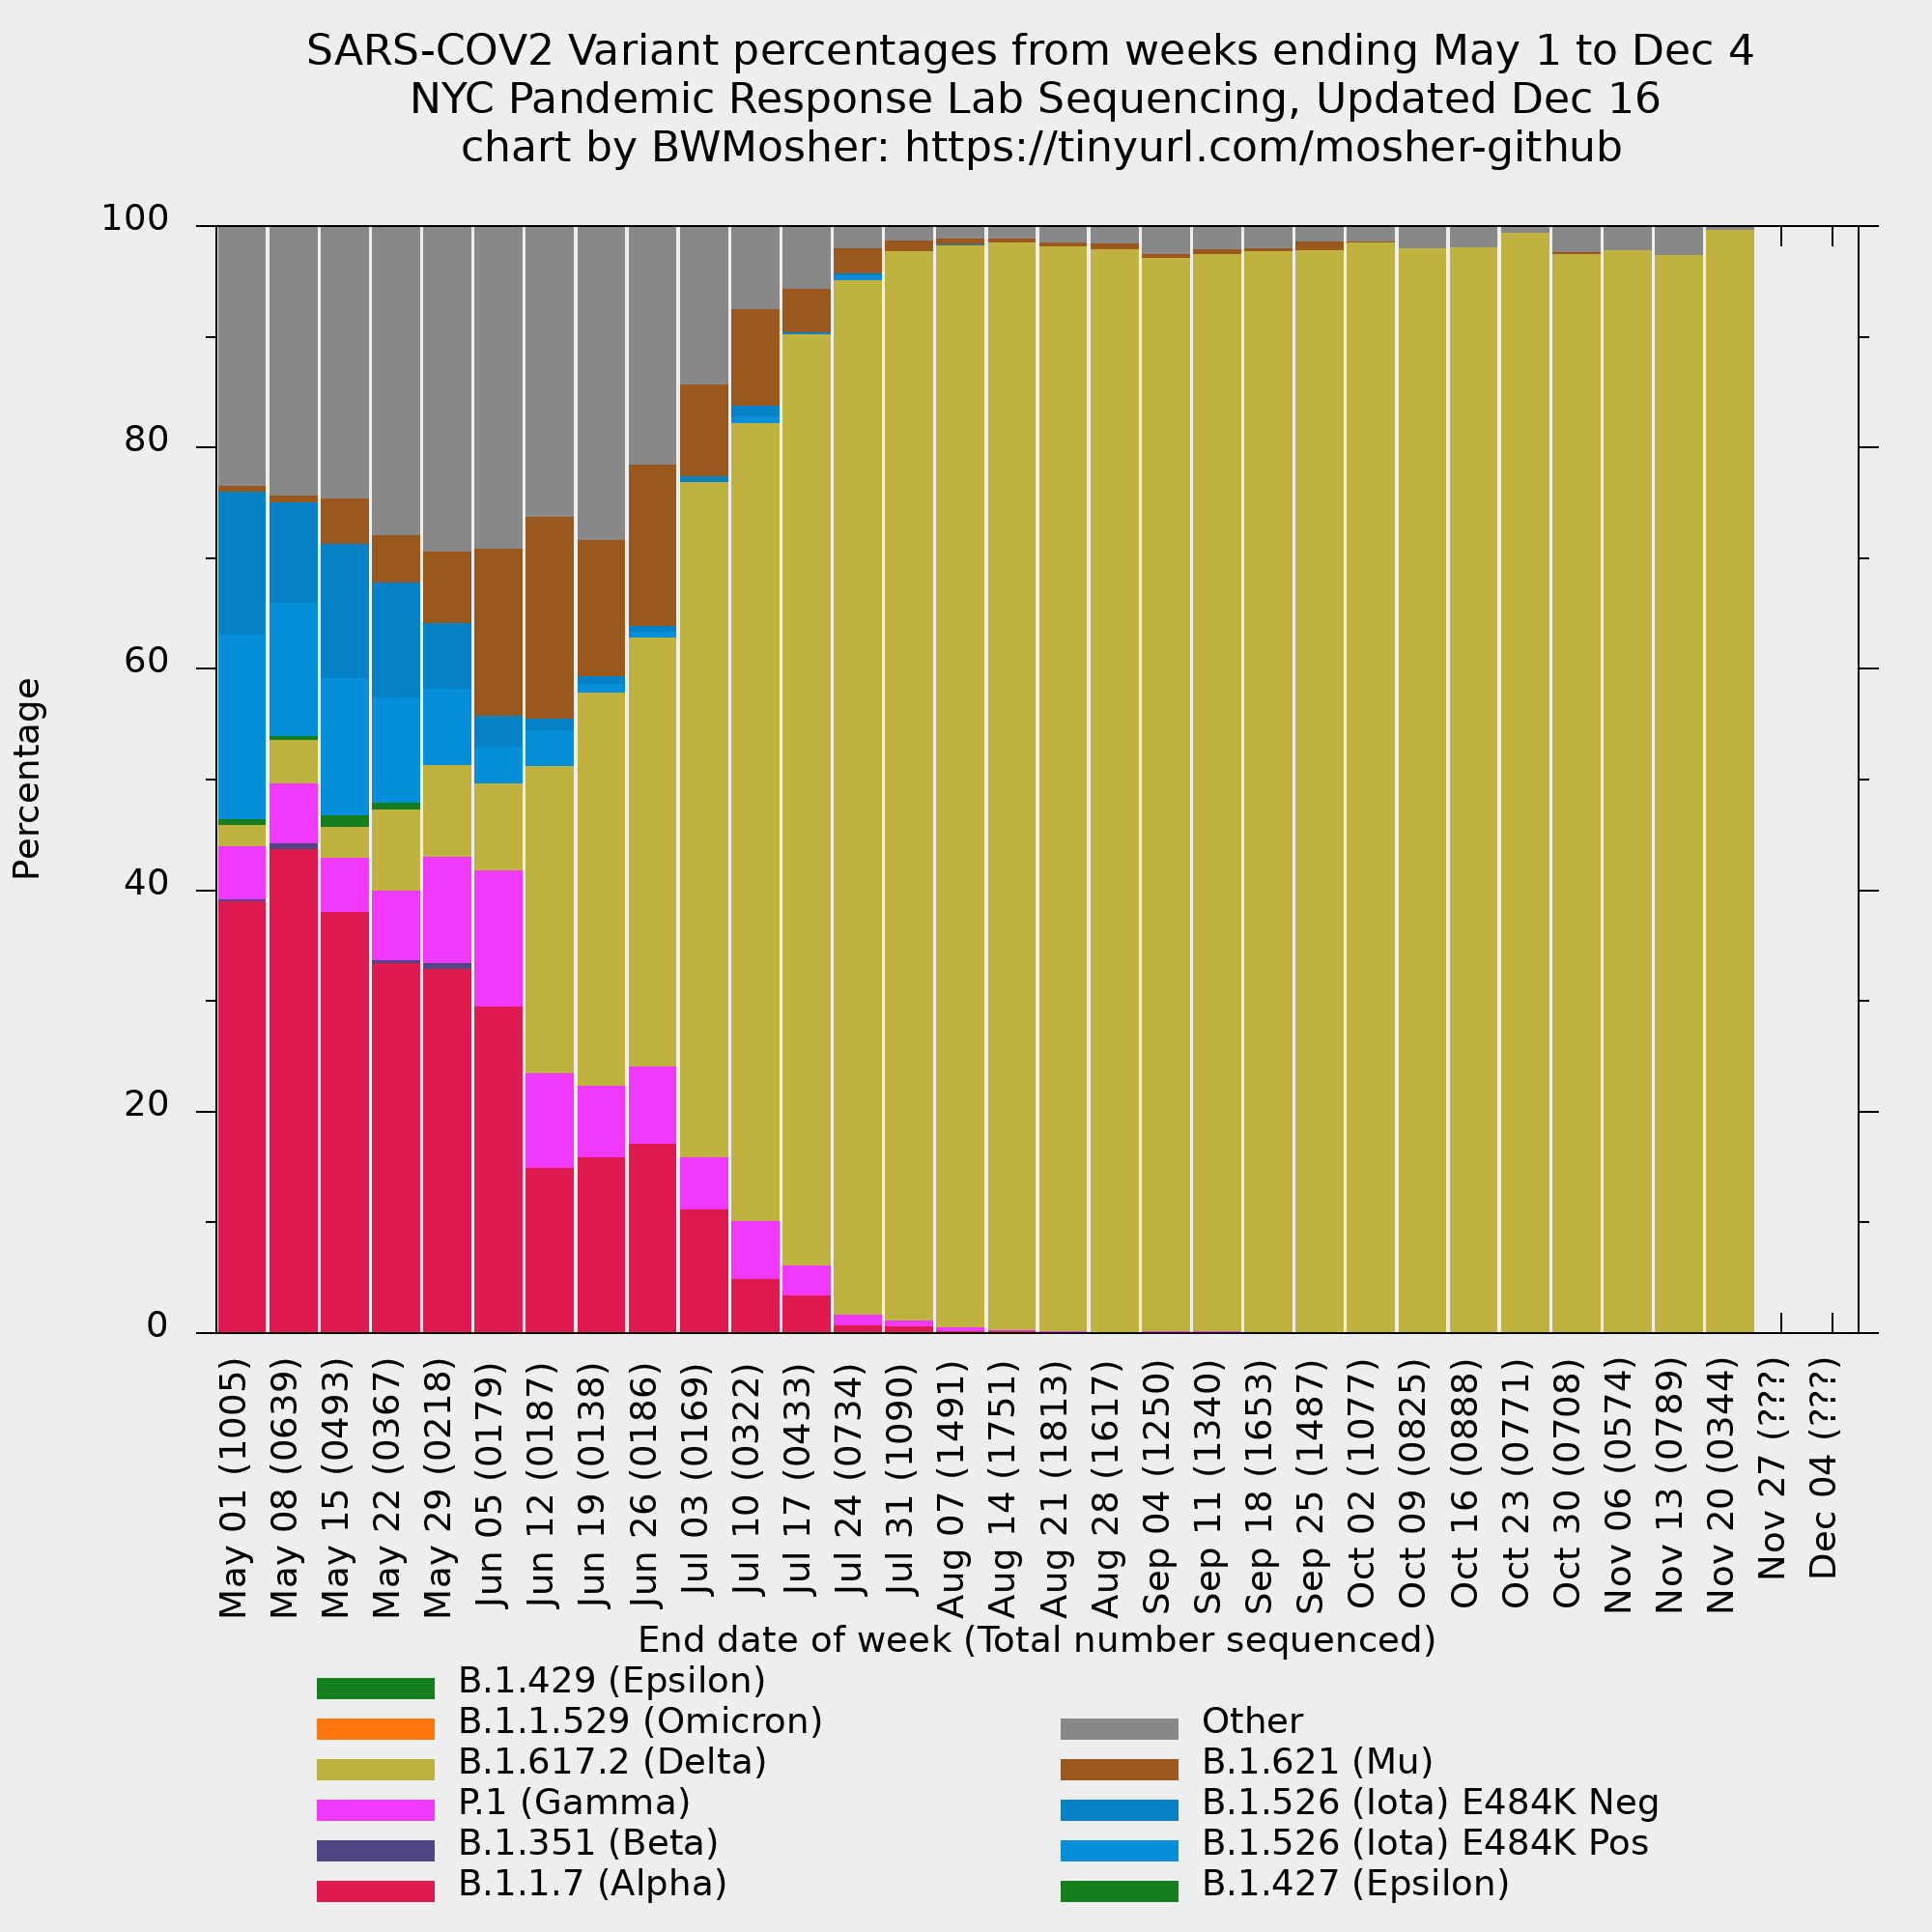 SARS-COV2 Variant percentages from weeks ending May 1 to Dec 4
NYC Pandemic Response Lab Sequencing, Updated Dec 16
chart by BWMosher: https://tinyurl.com/mosher-github
100
80
60
40
20
0
Percentage
May 01 (1005)
May 08 (0639)
May 15 (0493)
May 22 (0367)
May 29 (0218)
Jun 05 (0179)
Jun 12 (0187)
Jun 19 (0138)
Jun 26 (0186)
Jul 03 (0169)
Jul 10 (0322)
Jul 17 (0433)
Jul 24 (0734)
Jul 31 (1090)
Aug 07 (1491)
Aug 14 (1751)
Aug 21 (1813)
Aug 28 (1617)
Sep 04 (1250)
Sep 11 (1340)
Sep 18 (1653)
Sep 25 (1487)
Oct 02 (1077)
Oct 09 (0825)
Oct 16 (0888)
Oct 23 (0771)
Oct 30 (0708)
Nov 06 (0574)
Nov 13 (0789)
Nov 20 (0344)
Nov 27 (???)
Dec 04 (???)
End date of week (Total number sequenced)
B.1.429 (Epsilon)
B.1.1.529 (Omicron)
B.1.617.2 (Delta)
P.1 (Gamma)
B.1.351 (Beta)
B.1.1.7 (Alpha)
Other
B.1.621 (Mu)
B.1.526 (Iota) E484K Neg
B.1.526 (Iota) E484K Pos
B.1.427 (Epsilon)